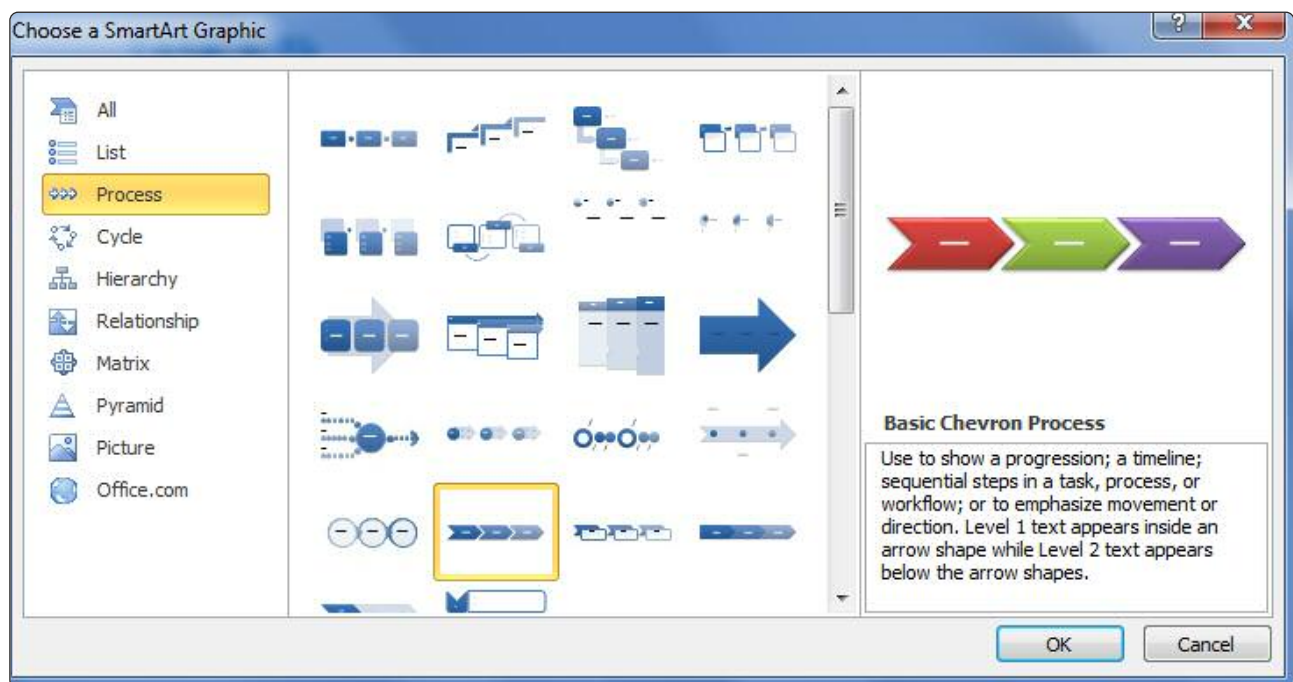 Choose a SmartArt Graphic
?
X
All
List
Process
Cycle
Hierarchy
Relationship
Matrix
Pyramid
Picture
Office.com
Basic Chevron Process
Use to show a progression; a timeline;
sequential steps in a task, process, or
workflow; or to emphasize movement or
direction. Level 1 text appears inside an
arrow shape while Level 2 text appears
below the arrow shapes.
OK
Cancel